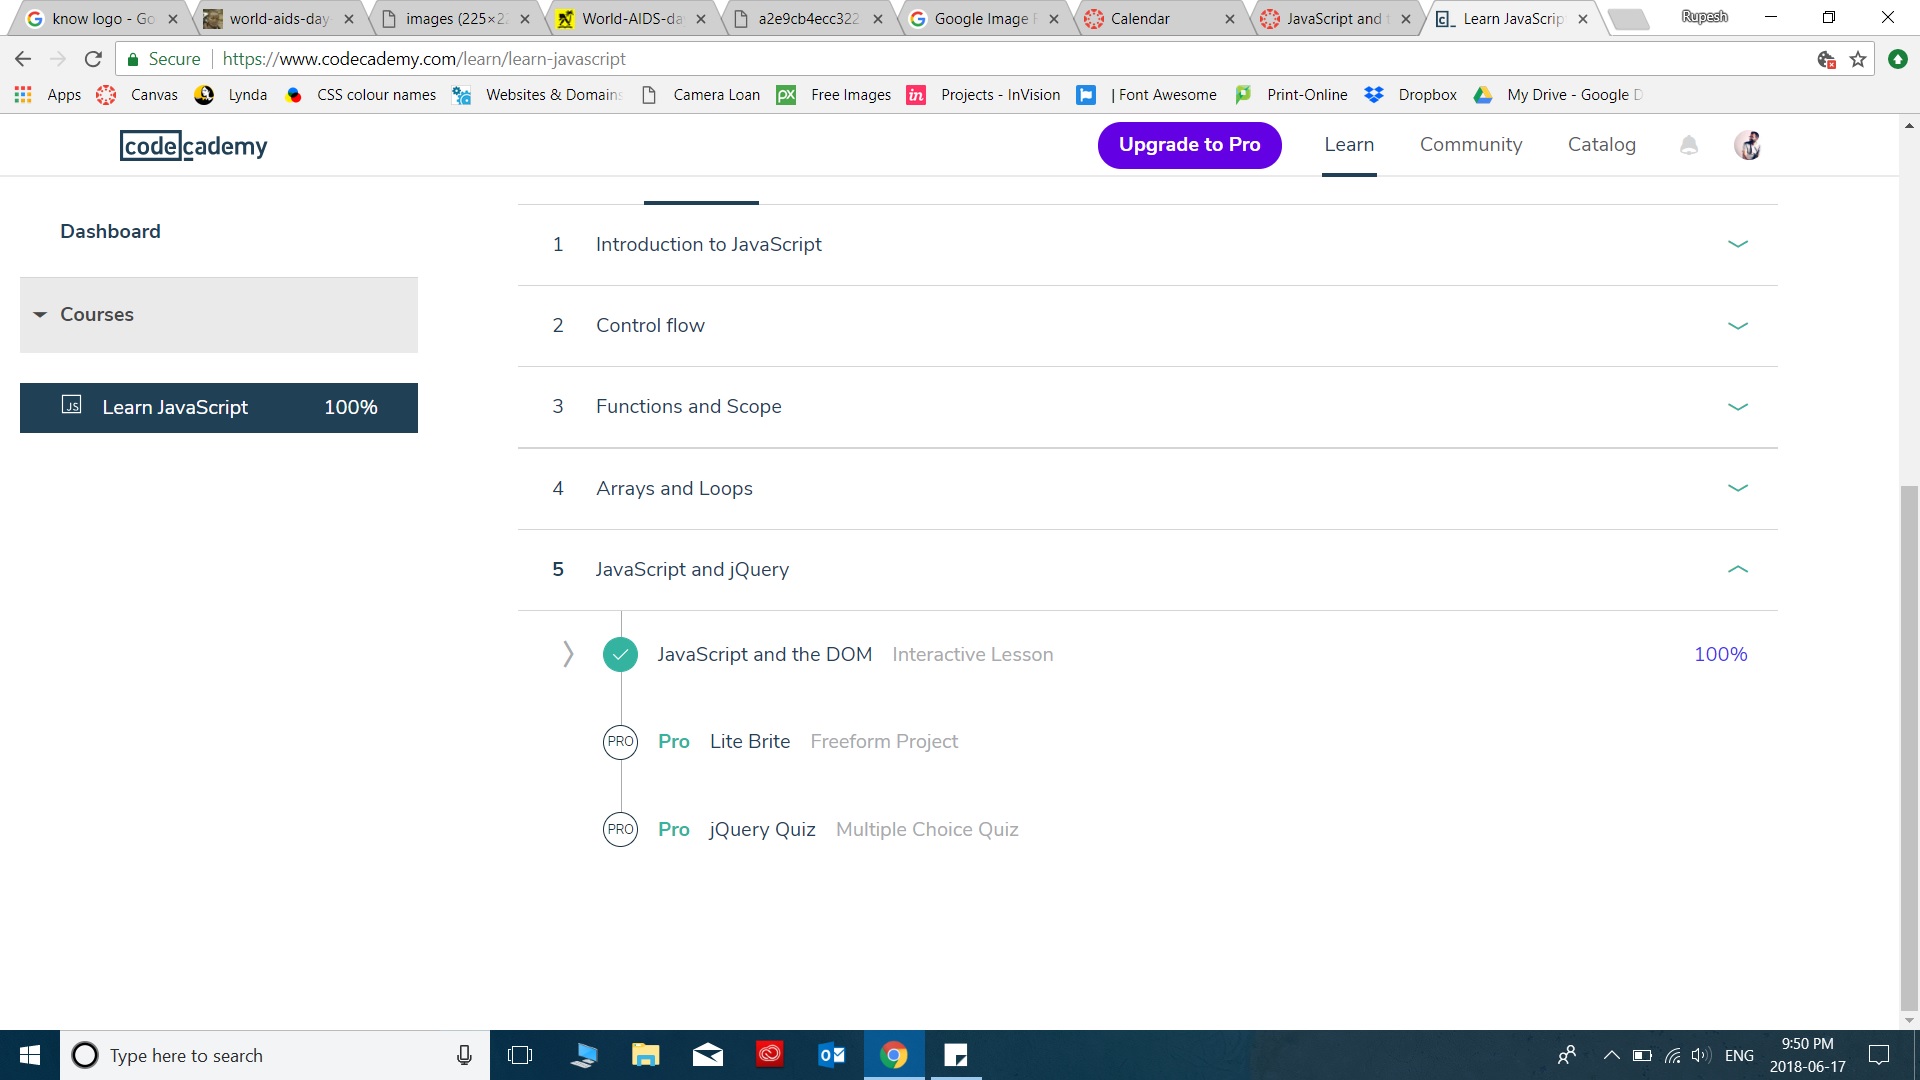 know logo - Go
world-aids-day
images (225×22
World-AIDS-da
a2e9cb4ecc322
Google Image
Calendar
JavaScript and
Learn JavaScrip
Rupesh
Secure https://www.codecademy.com/learn/learn-javascript
Apps Canvas Lynda CSS colour names Websites & Domains Camera Loan px Free Images in Projects - InVision | Font Awesome Print-Online Dropbox My Drive - Google D
codecademy
Upgrade to Pro Learn Community Catalog
Dashboard
Courses
JS Learn JavaScript 100%
1 Introduction to JavaScript
2 Control flow
3 Functions and Scope
4 Arrays and Loops
5 JavaScript and jQuery
JavaScript and the DOM Interactive Lesson 100%
PRO Pro Lite Brite Freeform Project
PRO Pro jQuery Quiz Multiple Choice Quiz
Type here to search
ENG
9:50 PM
2018-06-17